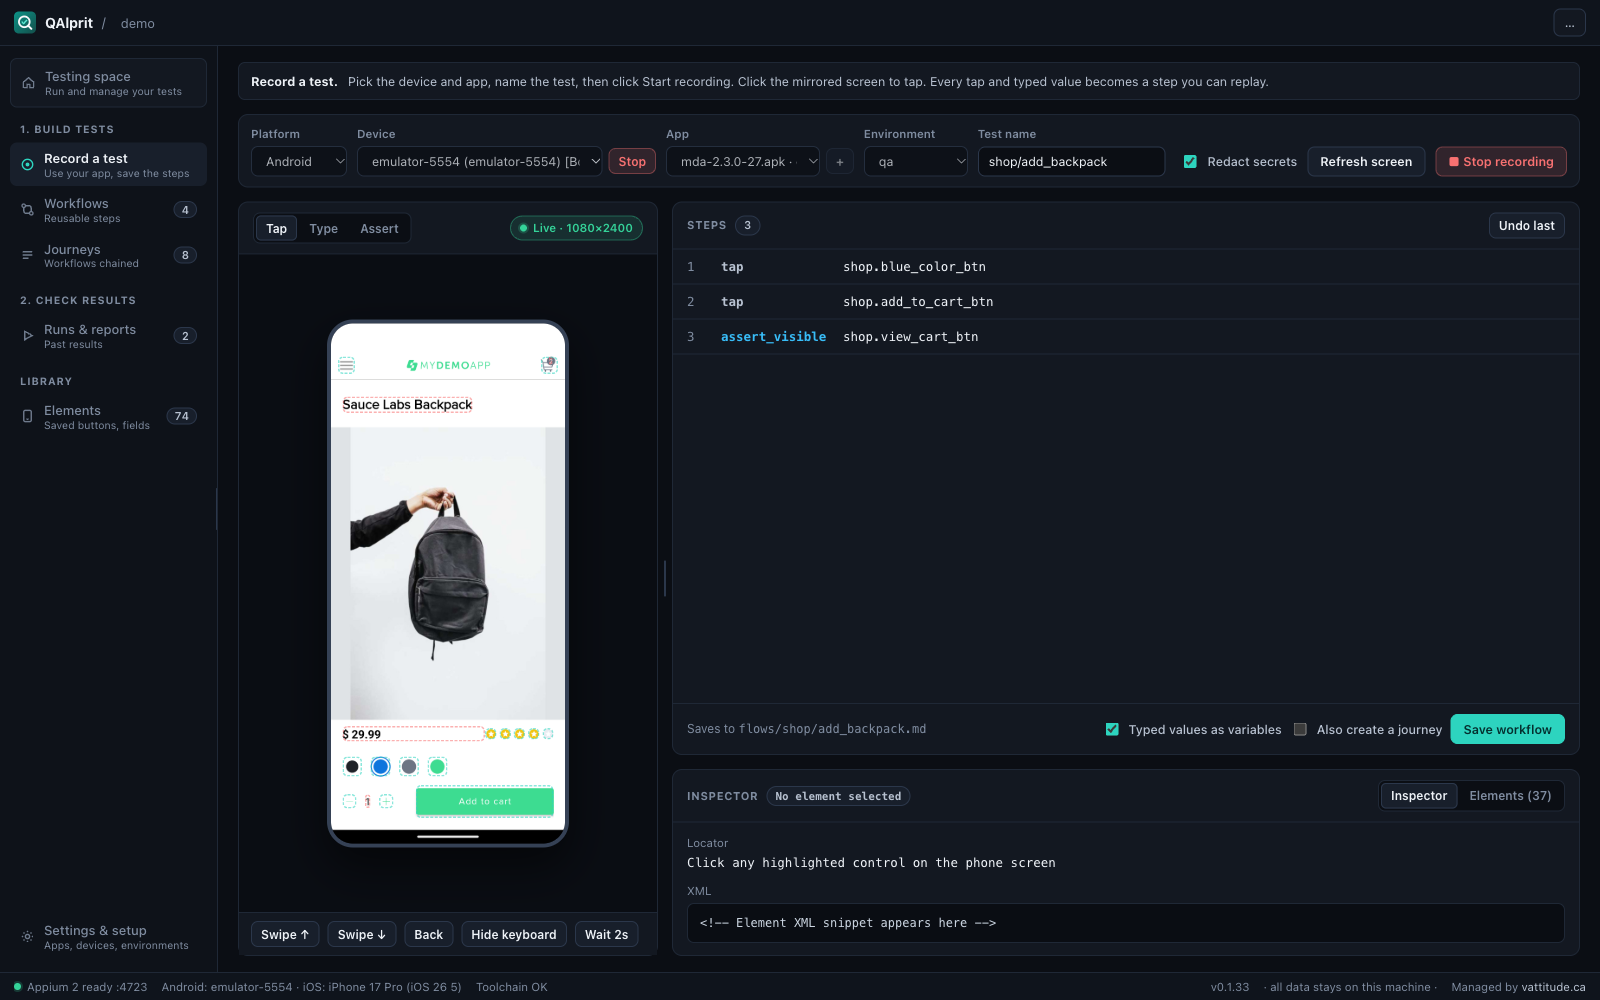 QAIprit / demo
...
Testing space
Run and manage your tests
1. BUILD TESTS
Record a test
Use your app, save the steps
Workflows 4
Reusable steps
Journeys 8
Workflows chained
2. CHECK RESULTS
Runs & reports 2
Past results
LIBRARY
Elements 74
Saved buttons, fields
Settings & setup
Apps, devices, environments
Record a test. Pick the device and app, name the test, then click Start recording. Click the mirrored screen to tap. Every tap and typed value becomes a step you can replay.
Platform Device App Environment Test name
Android emulator-5554 (emulator-5554) [Bo Stop mda-2.3.0-27.apk · + qa shop/add_backpack Redact secrets Refresh screen Stop recording
Tap Type Assert Live · 1080×2400
MYDEMOAPP 2
Sauce Labs Backpack
$ 29.99
1 Add to cart
Swipe ↑ Swipe ↓ Back Hide keyboard Wait 2s
STEPS 3 Undo last
1 tap shop.blue_color_btn
2 tap shop.add_to_cart_btn
3 assert_visible shop.view_cart_btn
Saves to flows/shop/add_backpack.md Typed values as variables Also create a journey Save workflow
INSPECTOR No element selected Inspector Elements (37)
Locator
Click any highlighted control on the phone screen
XML
<!-- Element XML snippet appears here -->
Appium 2 ready :4723 Android: emulator-5554 · iOS: iPhone 17 Pro (iOS 26 5) Toolchain OK v0.1.33 · all data stays on this machine · Managed by vattitude.ca